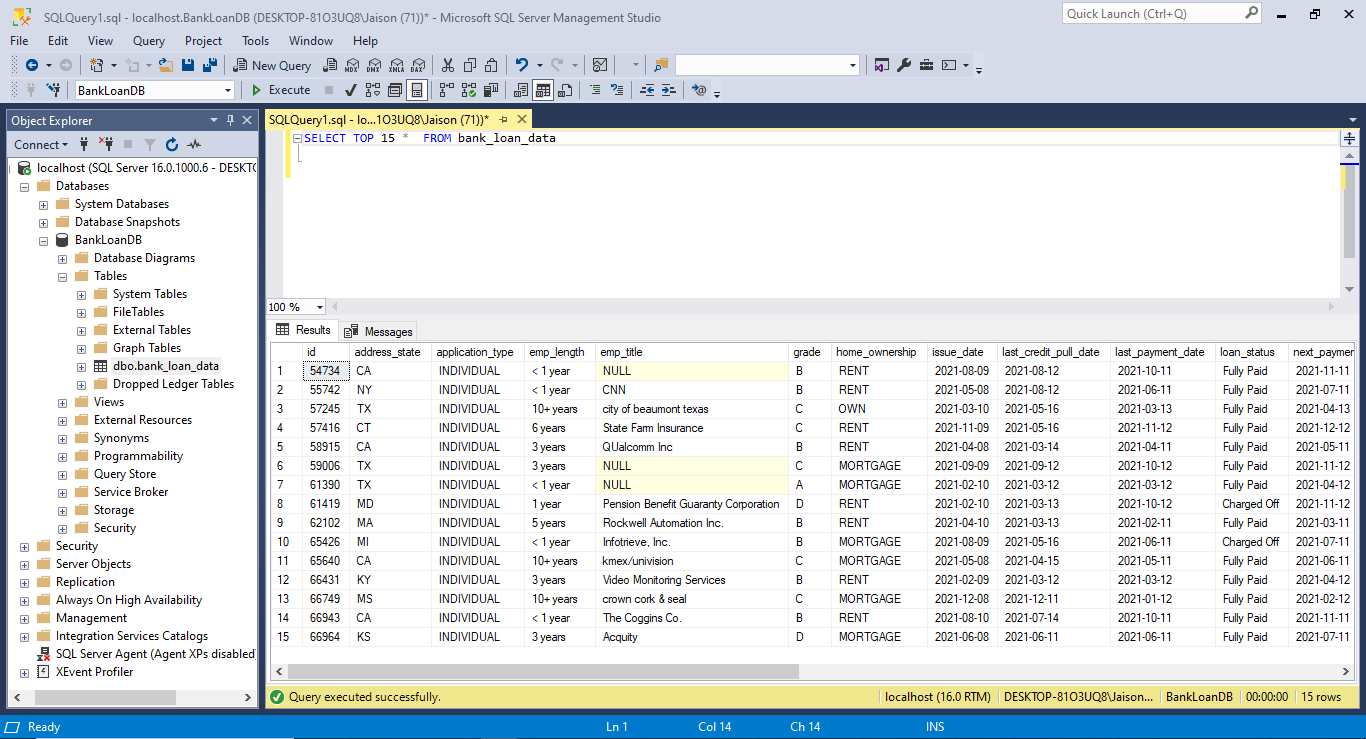 SQLQuery1.sql - localhost.BankLoanDB (DESKTOP-81O3UQ8\Jaison (71))* - Microsoft SQL Server Management Studio
Quick Launch (Ctrl+Q)
File Edit View Query Project Tools Window Help
New Query MDX DMX XMLA DAX
BankLoanDB Execute
Object Explorer
Connect
localhost (SQL Server 16.0.1000.6 - DESKT
Databases
System Databases
Database Snapshots
BankLoanDB
Database Diagrams
Tables
System Tables
FileTables
External Tables
Graph Tables
dbo.bank_loan_data
Dropped Ledger Tables
Views
External Resources
Synonyms
Programmability
Query Store
Service Broker
Storage
Security
Security
Server Objects
Replication
Always On High Availability
Management
Integration Services Catalogs
SQL Server Agent (Agent XPs disabled)
XEvent Profiler
SQLQuery1.sql - lo...1O3UQ8\Jaison (71))*
SELECT TOP 15 * FROM bank_loan_data
100 %
Results Messages
id address_state application_type emp_length emp_title grade home_ownership issue_date last_credit_pull_date last_payment_date loan_status next_paymen
1 54734 CA INDIVIDUAL < 1 year NULL B RENT 2021-08-09 2021-08-12 2021-10-11 Fully Paid 2021-11-11
2 55742 NY INDIVIDUAL < 1 year CNN B RENT 2021-05-08 2021-08-12 2021-06-11 Fully Paid 2021-07-11
3 57245 TX INDIVIDUAL 10+ years city of beaumont texas C OWN 2021-03-10 2021-05-16 2021-03-13 Fully Paid 2021-04-13
4 57416 CT INDIVIDUAL 6 years State Farm Insurance C RENT 2021-11-09 2021-05-16 2021-11-12 Fully Paid 2021-12-12
5 58915 CA INDIVIDUAL 3 years QUalcomm Inc B RENT 2021-04-08 2021-03-14 2021-04-11 Fully Paid 2021-05-11
6 59006 TX INDIVIDUAL 3 years NULL C MORTGAGE 2021-09-09 2021-09-12 2021-10-12 Fully Paid 2021-11-12
7 61390 TX INDIVIDUAL < 1 year NULL A MORTGAGE 2021-02-10 2021-03-12 2021-03-12 Fully Paid 2021-04-12
8 61419 MD INDIVIDUAL 1 year Pension Benefit Guaranty Corporation D RENT 2021-02-10 2021-03-13 2021-10-12 Charged Off 2021-11-12
9 62102 MA INDIVIDUAL 5 years Rockwell Automation Inc. B RENT 2021-04-10 2021-03-13 2021-02-11 Fully Paid 2021-03-11
10 65426 MI INDIVIDUAL < 1 year Infotrieve, Inc. B MORTGAGE 2021-08-09 2021-05-16 2021-06-11 Charged Off 2021-07-11
11 65640 CA INDIVIDUAL 10+ years kmex/univision C MORTGAGE 2021-05-08 2021-04-15 2021-05-11 Fully Paid 2021-06-11
12 66431 KY INDIVIDUAL 3 years Video Monitoring Services B RENT 2021-02-09 2021-03-12 2021-03-12 Fully Paid 2021-04-12
13 66749 MS INDIVIDUAL 10+ years crown cork & seal C MORTGAGE 2021-12-08 2021-12-11 2021-01-12 Fully Paid 2021-02-12
14 66943 CA INDIVIDUAL < 1 year The Coggins Co. B RENT 2021-08-10 2021-07-14 2021-10-11 Fully Paid 2021-11-11
15 66964 KS INDIVIDUAL 3 years Acquity D MORTGAGE 2021-06-08 2021-06-11 2021-06-11 Fully Paid 2021-07-11
Query executed successfully. localhost (16.0 RTM) DESKTOP-81O3UQ8\Jaison... BankLoanDB 00:00:00 15 rows
Ready Ln 1 Col 14 Ch 14 INS